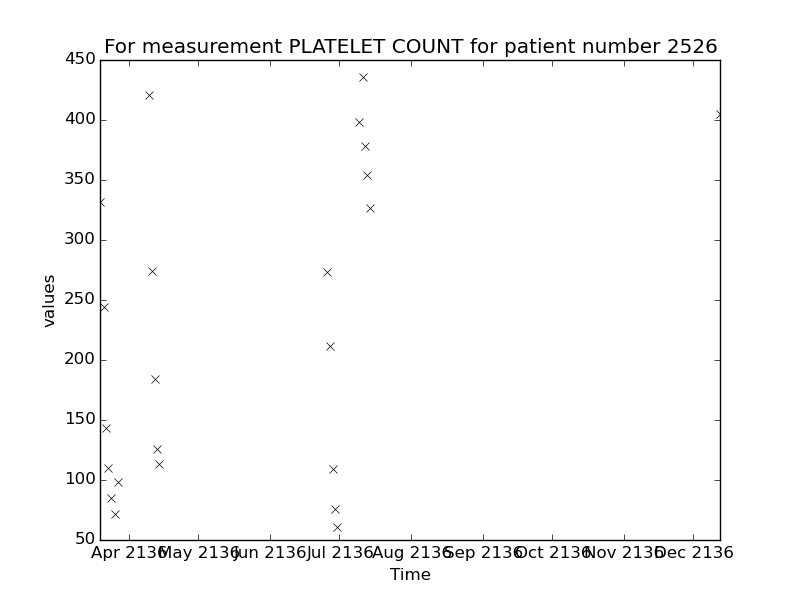 For measurement PLATELET COUNT for patient number 2526
450
400
350
300
250
200
150
100
50
values
Apr 2136 May 2136 Jun 2136 Jul 2136 Aug 2136 Sep 2136 Oct 2136 Nov 2136 Dec 2136
Time